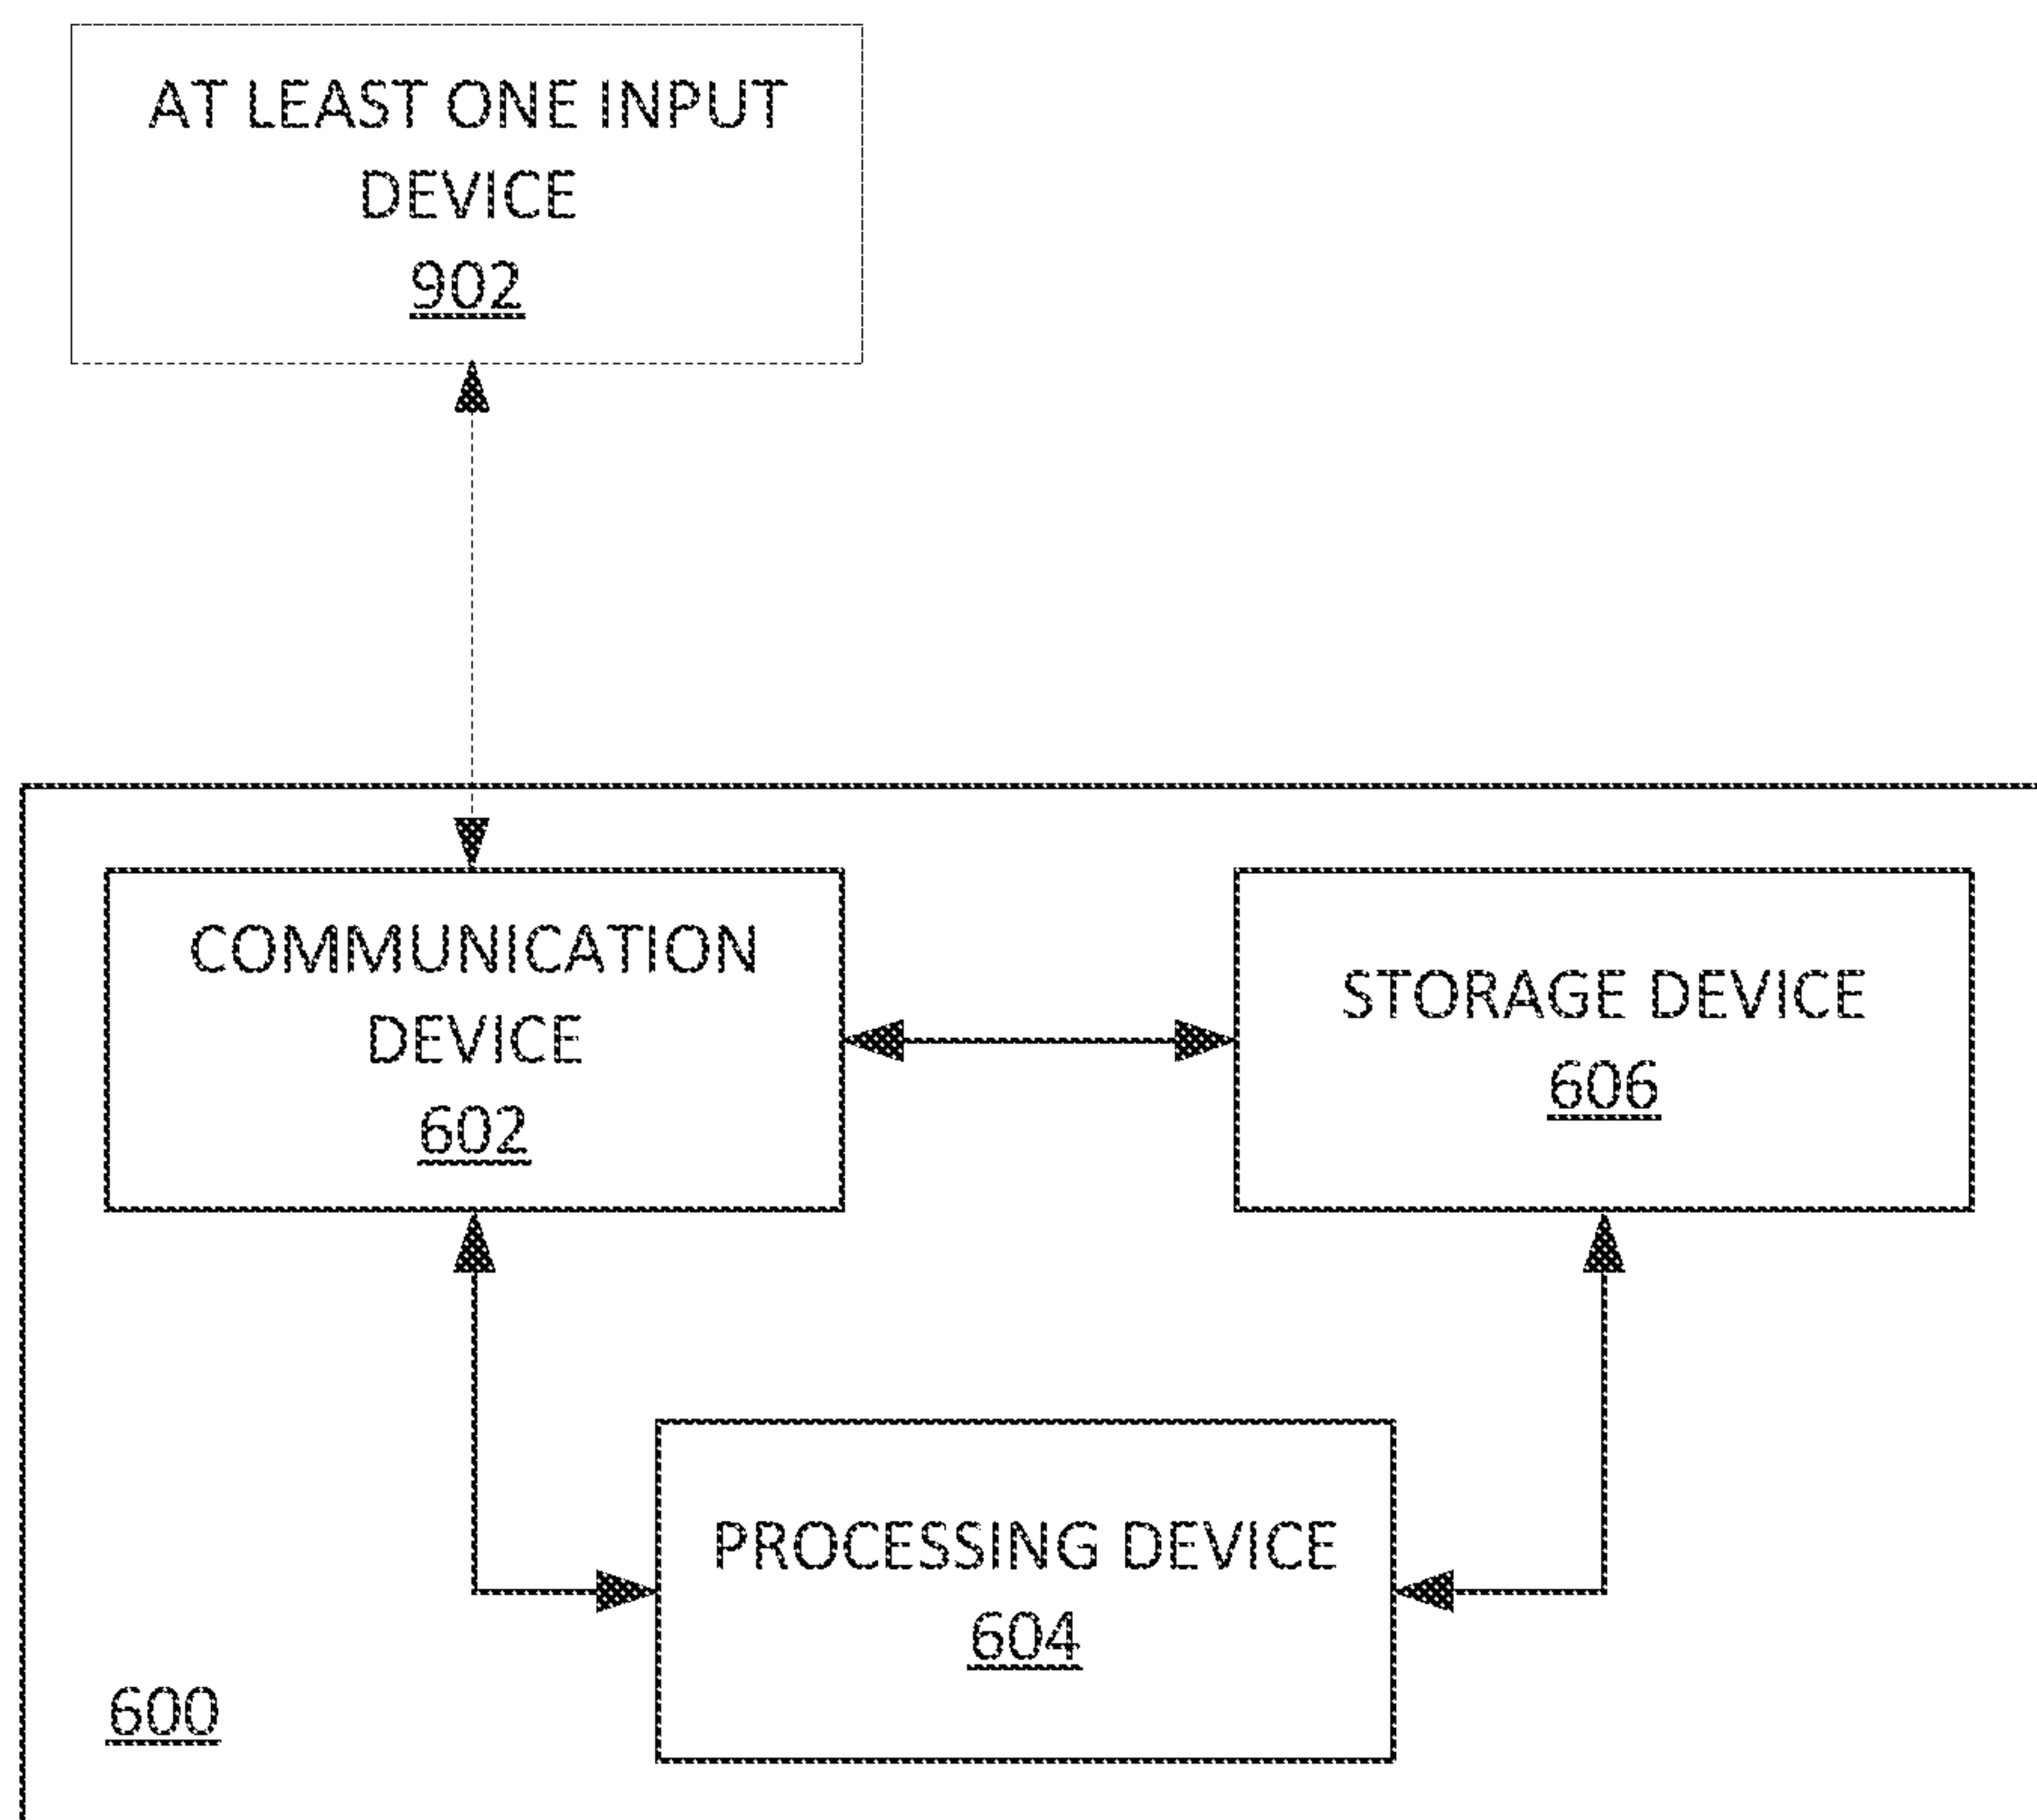 AT LEAST ONE INPUT
DEVICE
902
COMMUNICATION
DEVICE
602
STORAGE DEVICE
606
PROCESSING DEVICE
604
600